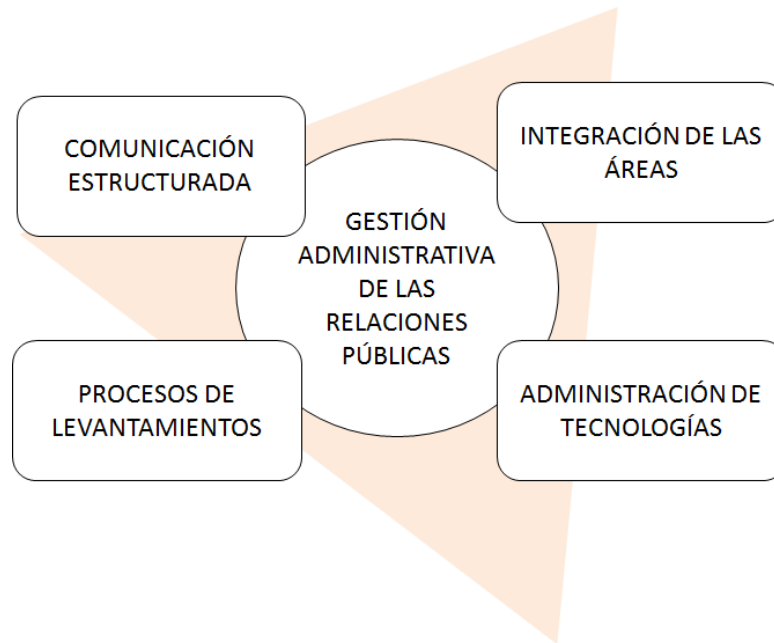 COMUNICACIÓN
ESTRUCTURADA
INTEGRACIÓN DE LAS
ÁREAS
GESTIÓN
ADMINISTRATIVA
DE LAS
RELACIONES
PÚBLICAS
PROCESOS DE
LEVANTAMIENTOS
ADMINISTRACIÓN DE
TECNOLOGÍAS